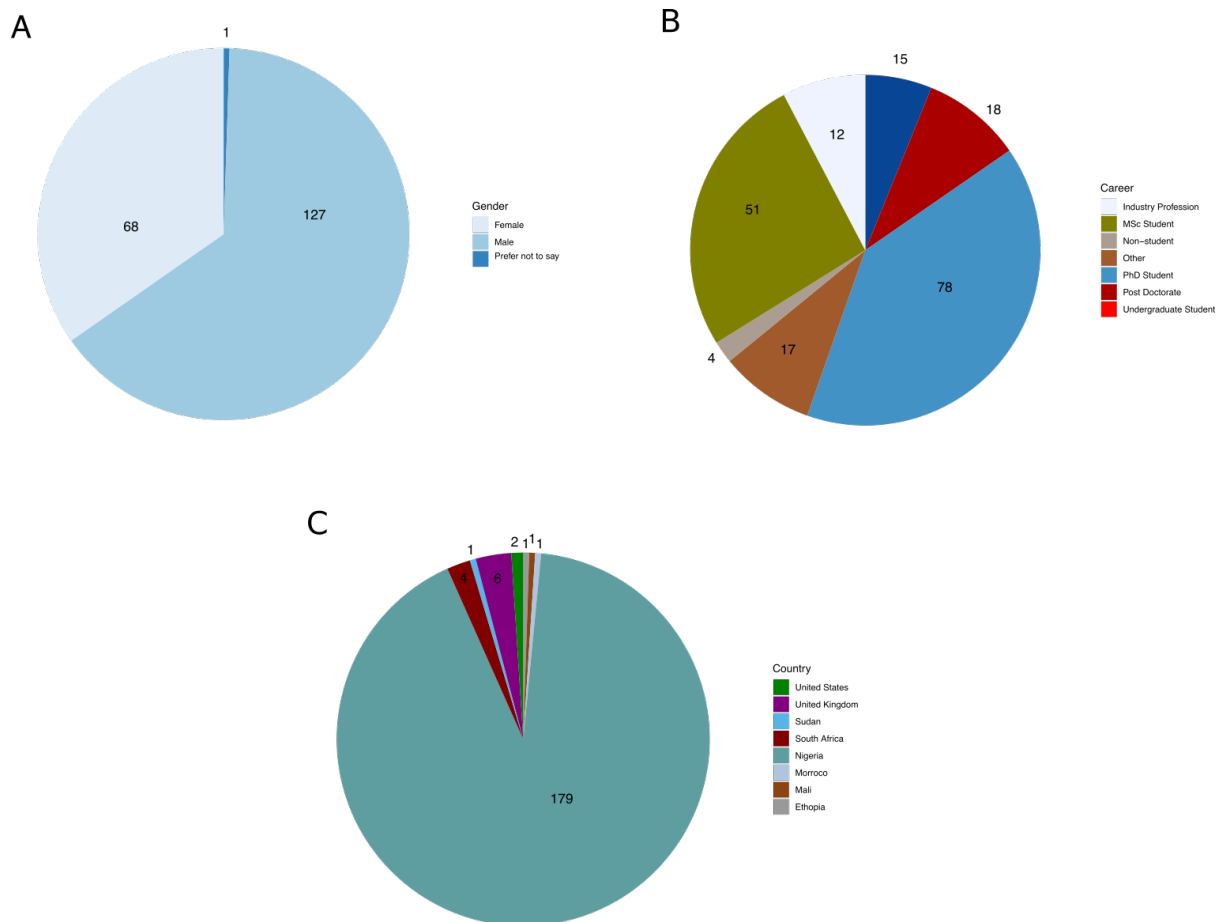 A
1
68
127
Gender
Female
Male
Prefer not to say
B
15
18
12
51
78
4
17
Career
Industry Profession
MSc Student
Non-student
Other
PhD Student
Post Doctorate
Undergraduate Student
C
1
2
1
1
1
4
6
179
Country
United States
United Kingdom
Sudan
South Africa
Nigeria
Morroco
Mali
Ethopia